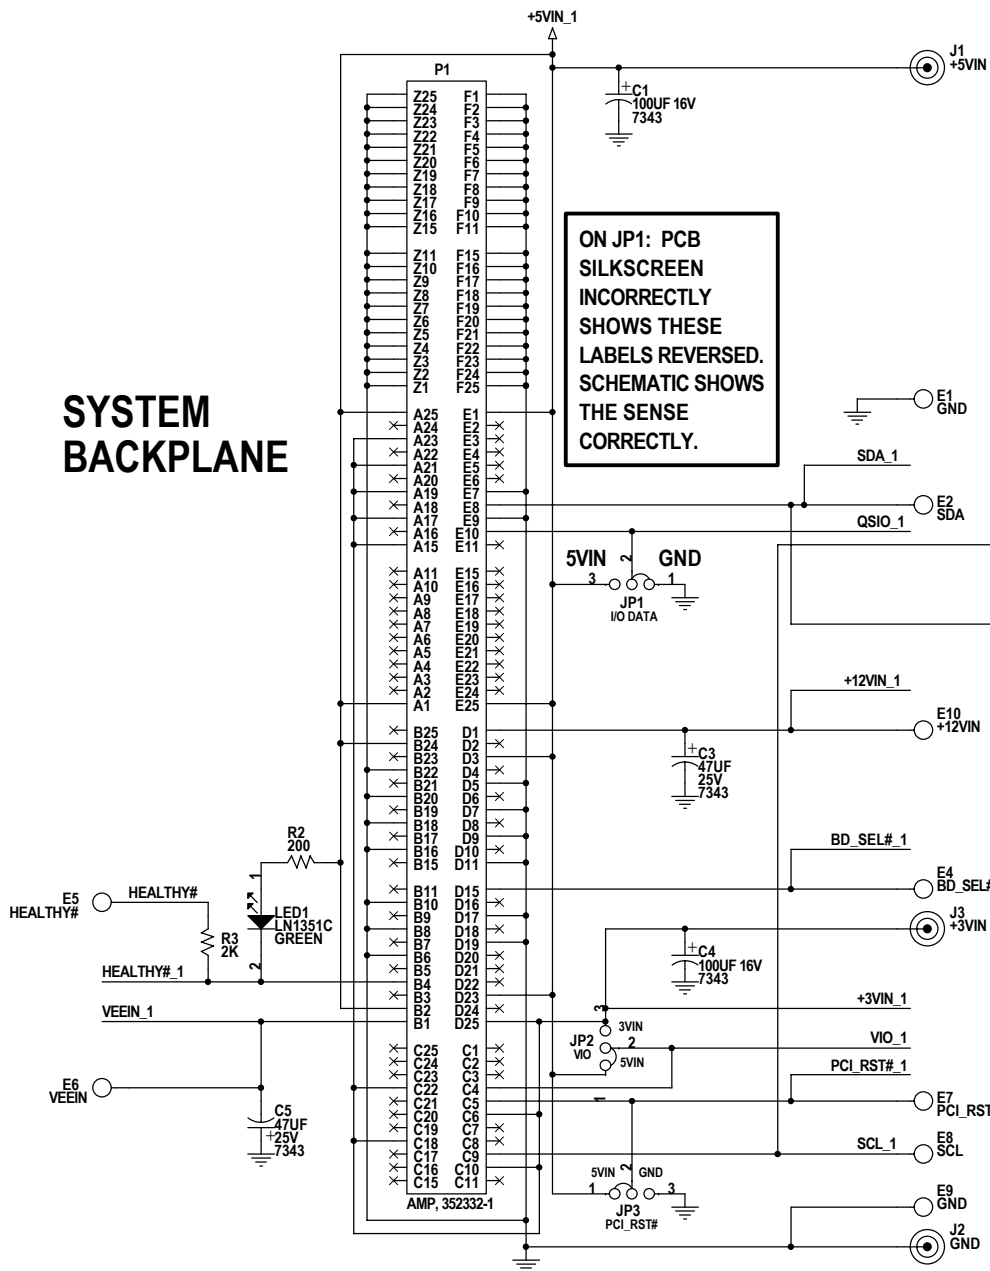 +5VIN_1
J1
+5VIN
P1
+
C1
100UF 16V
7343
Z25 F1
Z24 F2
Z23 F3
Z22 F4
Z21 F5
Z20 F6
Z19 F7
Z18 F8
Z17 F9
Z16 F10
Z15 F11
Z11 F15
Z10 F16
Z9 F17
Z8 F18
Z7 F19
Z6 F20
Z5 F21
Z4 F22
Z3 F23
Z2 F24
Z1 F25
ON JP1: PCB
SILKSCREEN
INCORRECTLY
SHOWS THESE
LABELS REVERSED.
SCHEMATIC SHOWS
THE SENSE
CORRECTLY.
SYSTEM
BACKPLANE
A25 E1
A24 E2
A23 E3
A22 E4
A21 E5
A20 E6
A19 E7
A18 E8
A17 E9
A16 E10
A15 E11
E1
GND
SDA_1
E2
SDA
QSIO_1
5VIN GND
3 2 1
JP1
I/O DATA
A11 E15
A10 E16
A9 E17
A8 E18
A7 E19
A6 E20
A5 E21
A4 E22
A3 E23
A2 E24
A1 E25
+12VIN_1
E10
+12VIN
B25 D1
B24 D2
B23 D3
B22 D4
B21 D5
B20 D6
B19 D7
B18 D8
B17 D9
B16 D10
B15 D11
+
C3
47UF
25V
7343
R2
200
BD_SEL#_1
E4
BD_SEL#
J3
+3VIN
E5
HEALTHY#
HEALTHY#
1
LED1
LN1351C
GREEN
2
R3
2K
HEALTHY#_1
B11 D15
B10 D16
B9 D17
B8 D18
B7 D19
B6 D20
B5 D21
B4 D22
B3 D23
B2 D24
B1 D25
+
C4
100UF 16V
7343
VEEIN_1
+3VIN_1
3
3VIN
JP2
VIO
2
5VIN
1
VIO_1
PCI_RST#_1
E6
VEEIN
C5
47UF
+
25V
7343
C25 C1
C24 C2
C23 C3
C22 C4
C21 C5
C20 C6
C19 C7
C18 C8
C17 C9
C16 C10
C15 C11
E7
PCI_RST
SCL_1
E8
SCL
5VIN 2 GND
1 3
JP3
PCI_RST#
AMP, 352332-1
E9
GND
J2
GND